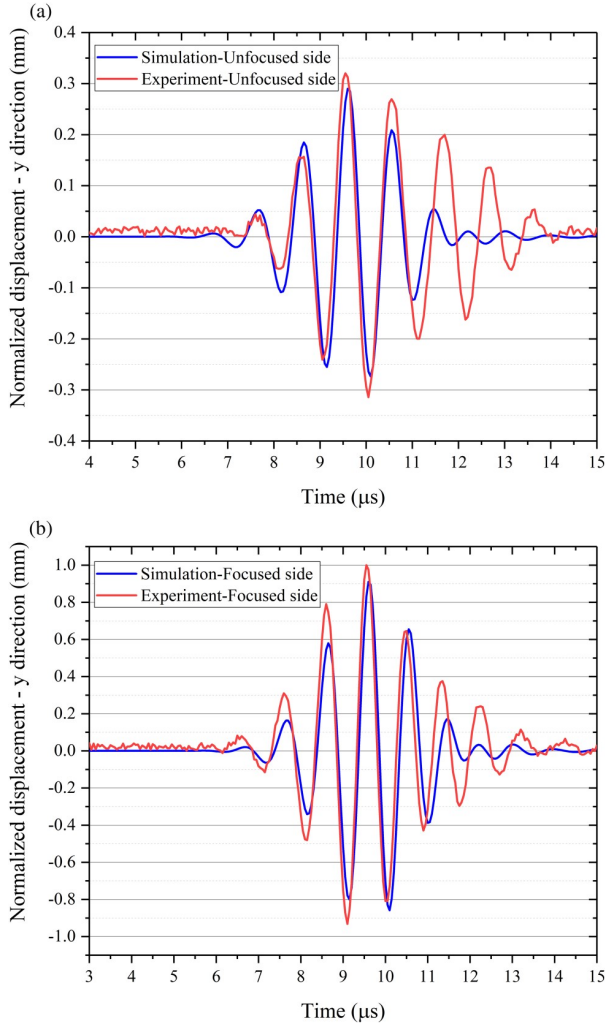 (a)
Normalized displacement - y direction (mm)
0.4
0.3
0.2
0.1
0.0
-0.1
-0.2
-0.3
-0.4
Simulation-Unfocused side
Experiment-Unfocused side
4 5 6 7 8 9 10 11 12 13 14 15
Time (μs)
(b)
Normalized displacement - y direction (mm)
1.0
0.8
0.6
0.4
0.2
0.0
-0.2
-0.4
-0.6
-0.8
-1.0
Simulation-Focused side
Experiment-Focused side
3 4 5 6 7 8 9 10 11 12 13 14 15
Time (μs)